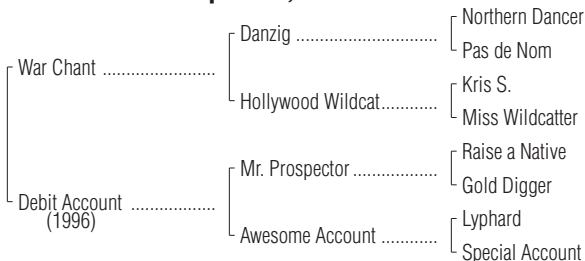 Northern Dancer
Danzig ..............................
Pas de Nom
War Chant ........................
Kris S.
Hollywood Wildcat............
Miss Wildcatter
Raise a Native
Mr. Prospector ..................
Gold Digger
Debit Account ..................
(1996)
Lyphard
Awesome Account ............
Special Account